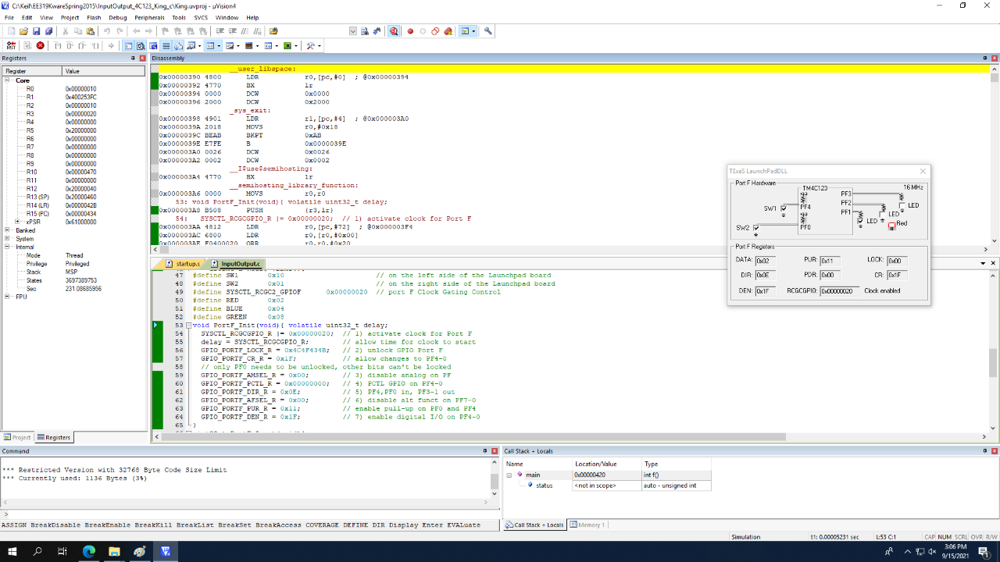 C:\Keil\EE319KwareSpring2015\InputOutput_4C123_King_c\King.uvproj - µVision4
File Edit View Project Flash Debug Peripherals Tools SVCS Window Help
Registers
Register Value
Core
R0 0x00000010
R1 0x400253FC
R2 0x00000010
R3 0x00000020
R4 0x00000000
R5 0x20000000
R6 0x00000000
R7 0x00000000
R8 0x00000000
R9 0x00000000
R10 0x00000470
R11 0x00000000
R12 0x20000040
R13 (SP) 0x20000460
R14 (LR) 0x0000042B
R15 (PC) 0x00000434
xPSR 0x61000000
Banked
System
Internal
Mode Thread
Privilege Privileged
Stack MSP
States 3697389753
Sec 231.08685956
FPU
Project Registers
Disassembly
__user_libspace:
0x00000390 4800 LDR r0,[pc,#0] ; @0x00000394
0x00000392 4770 BX lr
0x00000394 0000 DCW 0x0000
0x00000396 2000 DCW 0x2000
_sys_exit:
0x00000398 4901 LDR r1,[pc,#4] ; @0x000003A0
0x0000039A 2018 MOVS r0,#0x18
0x0000039C BEAB BKPT 0xAB
0x0000039E E7FE B 0x0000039E
0x000003A0 0026 DCW 0x0026
0x000003A2 0002 DCW 0x0002
__I$use$semihosting:
0x000003A4 4770 BX lr
__semihosting_library_function:
0x000003A6 0000 MOVS r0,r0
53: void PortF_Init(void){ volatile uint32_t delay;
0x000003A8 B508 PUSH {r3,lr}
54: SYSCTL_RCGCGPIO_R |= 0x00000020; // 1) activate clock for Port F
0x000003AA 4812 LDR r0,[pc,#72] ; @0x000003F4
0x000003AC 6800 LDR r0,[r0,#0x00]
0x000003AE F0400020 ORR r0,r0,#0x20
startup.s InputOutput.c
47 #define SW1 0x10 // on the left side of the Launchpad board
48 #define SW2 0x01 // on the right side of the Launchpad board
49 #define SYSCTL_RCGC2_GPIOF 0x00000020 // port F Clock Gating Control
50 #define RED 0x02
51 #define BLUE 0x04
52 #define GREEN 0x08
53 void PortF_Init(void){ volatile uint32_t delay;
54 SYSCTL_RCGCGPIO_R |= 0x00000020; // 1) activate clock for Port F
55 delay = SYSCTL_RCGCGPIO_R; // allow time for clock to start
56 GPIO_PORTF_LOCK_R = 0x4C4F434B; // 2) unlock GPIO Port F
57 GPIO_PORTF_CR_R = 0x1F; // allow changes to PF4-0
58 // only PF0 needs to be unlocked, other bits can't be locked
59 GPIO_PORTF_AMSEL_R = 0x00; // 3) disable analog on PF
60 GPIO_PORTF_PCTL_R = 0x00000000; // 4) PCTL GPIO on PF4-0
61 GPIO_PORTF_DIR_R = 0x0E; // 5) PF4,PF0 in, PF3-1 out
62 GPIO_PORTF_AFSEL_R = 0x00; // 6) disable alt funct on PF7-0
63 GPIO_PORTF_PUR_R = 0x11; // enable pull-up on PF0 and PF4
64 GPIO_PORTF_DEN_R = 0x1F; // 7) enable digital I/O on PF4-0
65 }
TExaS LaunchPadDLL
Port F Hardware
TM4C123 16 MHz
PF3
PF2
PF1
PF4
PF0
SW1
SW2
LED
LED
LED
Red
Port F Registers
DATA: 0x02 PUR: 0x11 LOCK: 0x00
DIR: 0x0E PDR: 0x00 CR: 0x1F
DEN: 0x1F RCGCGPIO: 0x00000020 Clock enabled
Command
*** Restricted Version with 32768 Byte Code Size Limit
*** Currently used: 1136 Bytes (3%)
>
ASSIGN BreakDisable BreakEnable BreakKill BreakList BreakSet BreakAccess COVERAGE DEFINE DIR Display Enter EVALuate
Call Stack + Locals
Name Location/Value Type
main 0x00000420 int f()
status <not in scope> auto - unsigned int
Call Stack + Locals Memory 1
Simulation t1: 0.00005231 sec L:53 C:1 CAP NUM SCRL OVR R/W
3:06 PM
9/15/2021
1